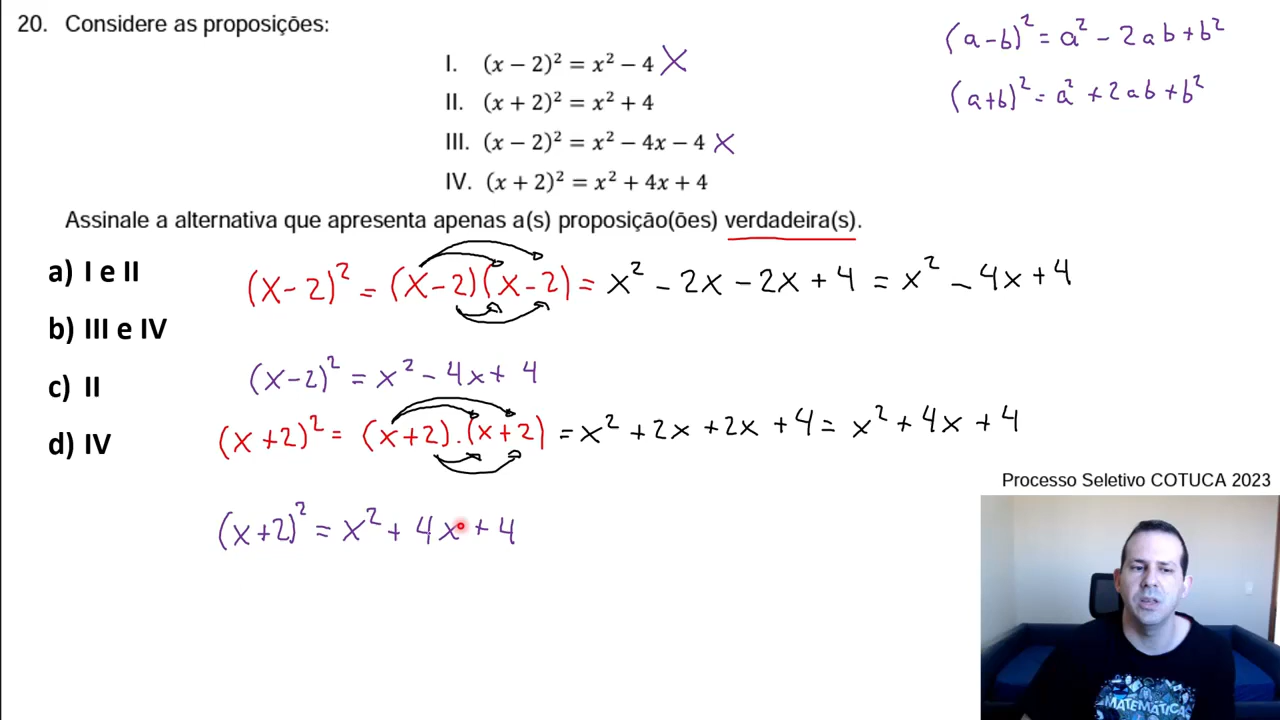 20. Considere as proposições:
(a-b)² = a² - 2ab + b²
I. (x − 2)² = x² − 4 X
(a+b)² = a² + 2ab + b²
II. (x + 2)² = x² + 4
III. (x − 2)² = x² − 4x − 4 X
IV. (x + 2)² = x² + 4x + 4
Assinale a alternativa que apresenta apenas a(s) proposição(ões) verdadeira(s).
a) I e II
(x-2)² = (x-2)(x-2) = x² - 2x - 2x + 4 = x² - 4x + 4
b) III e IV
(x-2)² = x² - 4x + 4
c) II
(x+2)² = (x+2).(x+2) = x² + 2x + 2x + 4 = x² + 4x + 4
d) IV
Processo Seletivo COTUCA 2023
(x+2)² = x² + 4x + 4
MATEMÁTICA